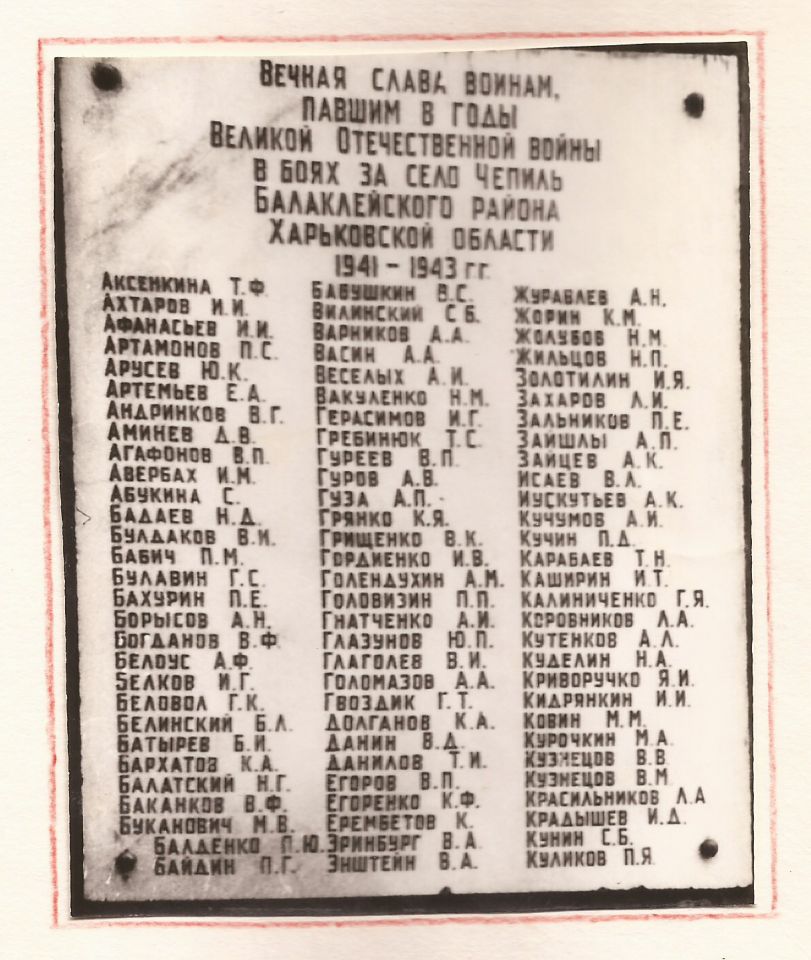 Вечная слава воинам,
павшим в годы
Великой Отечественной войны
в боях за село Чепиль
Балаклейского района
Харьковской области
1941 – 1943 гг.
Аксенкина Т.Ф.
Ахтаров И.И.
Афанасьев И.И.
Артамонов П.С.
Арусев Ю.К.
Артемьев Е.А.
Андринков В.Г.
Аминев Д.В.
Агафонов В.П.
Авербах И.М.
Абукина С.
Бадаев Н.Д.
Булдаков В.И.
Бабич П.М.
Булавин Г.С.
Бахурин П.Е.
Борысов А.Н.
Богданов В.Ф.
Белоус А.Ф.
Белков И.Г.
Беловол Г.К.
Белинский Б.Л.
Батырев Б.И.
Бархатов К.А.
Балатский Н.Г.
Баканков В.Ф.
Буканович М.В.
Балденко П.Ю.
Байдин П.Г.
Бабушкин В.С.
Вилинский С.Б.
Варников А.А.
Васин А.А.
Веселых А.И.
Вакуленко Н.М.
Герасимов И.Г.
Гребинюк Т.С.
Гуреев В.П.
Гуров А.В.
Гуза А.П.
Грянко К.Я.
Грищенко В.К.
Гордиенко И.В.
Голендухин А.М.
Головизин П.П.
Гнатченко А.И.
Глазунов Ю.П.
Глаголев В.И.
Голомазов А.А.
Гвоздик Г.Т.
Долганов К.А.
Данин В.Д.
Данилов Т.И.
Егоров В.П.
Егоренко К.Ф.
Ерембетов К.
Эринбург В.А.
Энштейн В.А.
Журавлев А.Н.
Жорин К.М.
Жолубов Н.М.
Жильцов Н.П.
Золотилин И.Я.
Захаров Л.И.
Зальников П.Е.
Зайшлы А.П.
Зайцев А.К.
Исаев В.Л.
Иускутьев А.К.
Кучумов А.И.
Кучин П.Д.
Карабаев Т.Н.
Каширин И.Т.
Калиниченко Г.Я.
Коровников Л.А.
Кутенков А.Л.
Куделин Н.А.
Криворучко Я.И.
Кидрянкин И.И.
Ковин М.М.
Курочкин М.А.
Кузнецов В.В.
Кузнецов В.М.
Красильников Л.А
Крадышев И.Д.
Кунин С.Б.
Куликов П.Я.